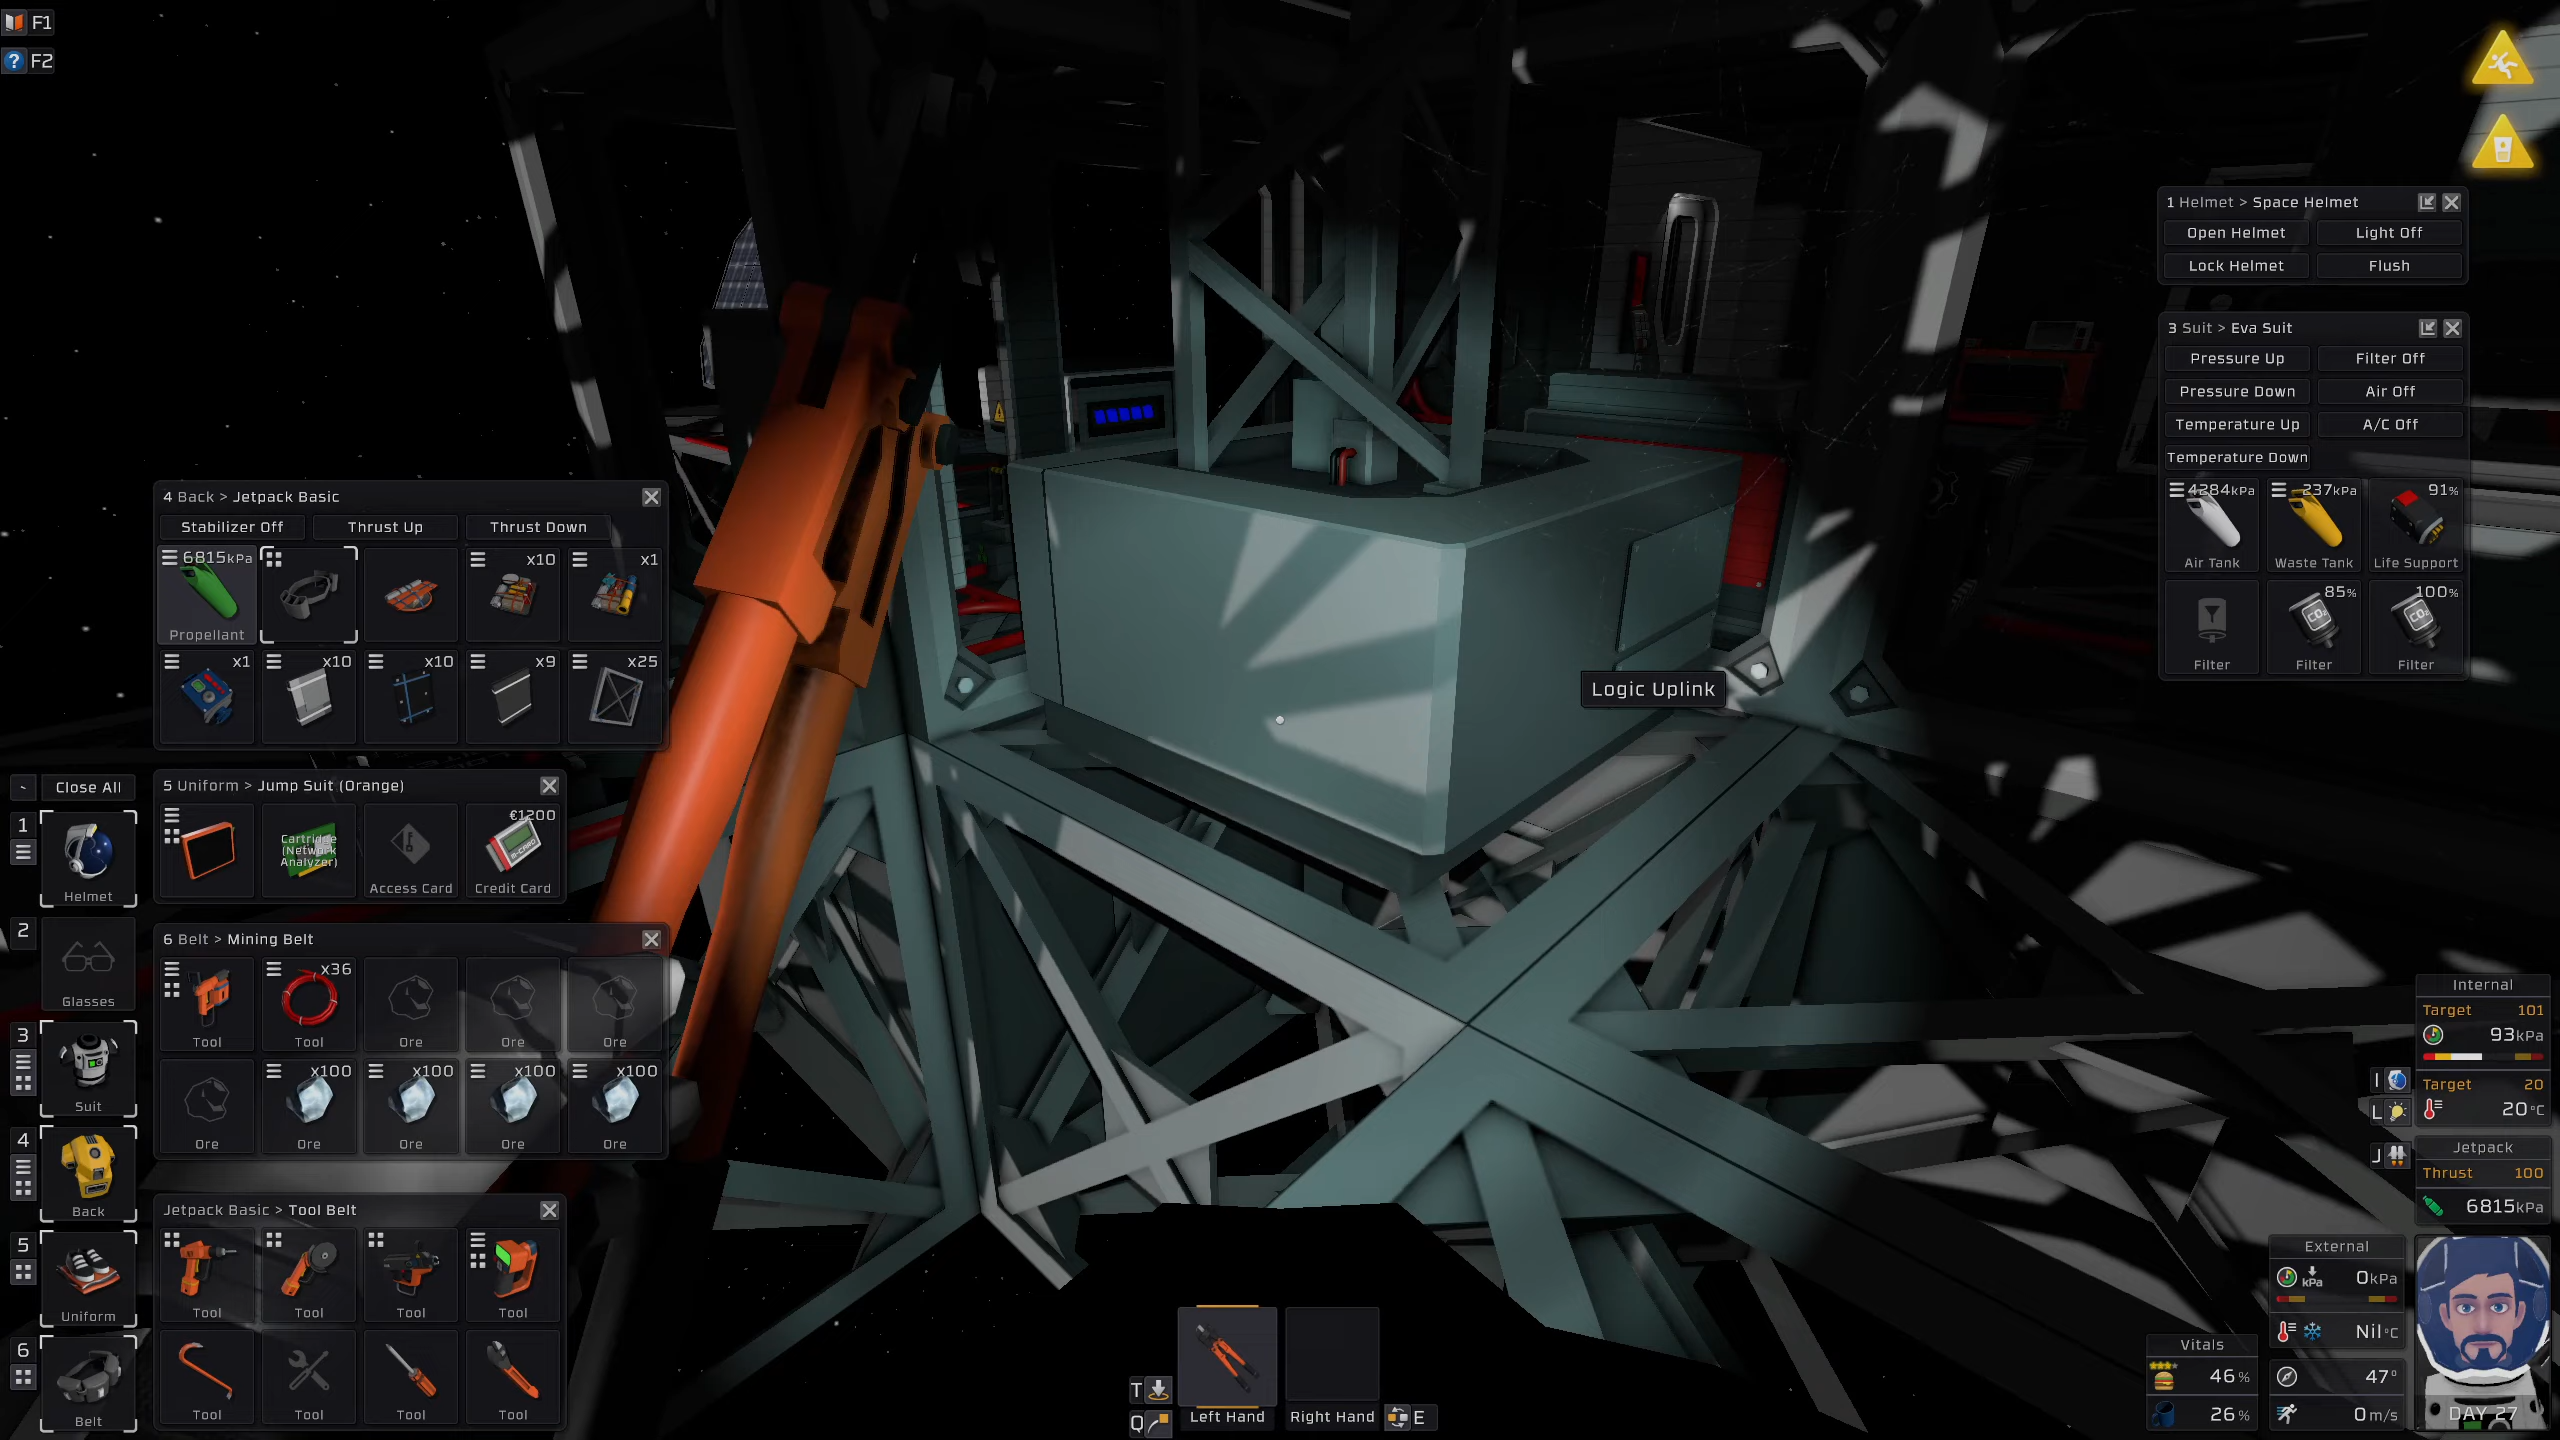 F1
F2
1 Helmet > Space Helmet
Open Helmet
Light Off
Lock Helmet
Flush
3 Suit > Eva Suit
Pressure Up
Filter Off
Pressure Down
Air Off
Temperature Up
A/C Off
Temperature Down
4284kPa
237kPa
91%
Air Tank
Waste Tank
Life Support
85%
100%
Filter
Filter
Filter
4 Back > Jetpack Basic
Stabilizer Off
Thrust Up
Thrust Down
6815kPa
x10
x1
Propellant
x1
x10
x10
x9
x25
Logic Uplink
~
Close All
5 Uniform > Jump Suit (Orange)
€1200
Cartridge
(Network
Analyzer)
Access Card
Credit Card
1
Helmet
2
Glasses
3
Suit
4
Back
5
Uniform
6
Belt
6 Belt > Mining Belt
x36
Tool
Tool
Ore
Ore
Ore
x100
x100
x100
x100
Ore
Ore
Ore
Ore
Ore
Jetpack Basic > Tool Belt
Tool
Tool
Tool
Tool
Tool
Tool
Tool
Tool
T
Q
Left Hand
Right Hand
E
Internal
Target 101
93kPa
Target 20
20°C
I
L
J
Jetpack
Thrust 100
6815kPa
External
kPa
0kPa
Nil°C
47°
0m/s
Vitals
46%
26%
DAY 27